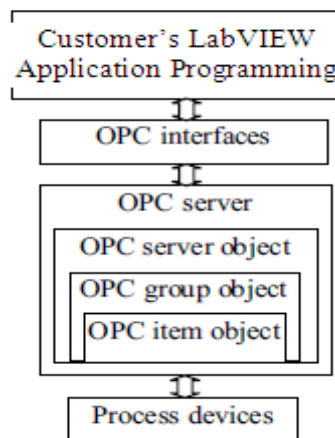 Customer's LabVIEW
Application Programming
OPC interfaces
OPC server
OPC server object
OPC group object
OPC item object
Process devices